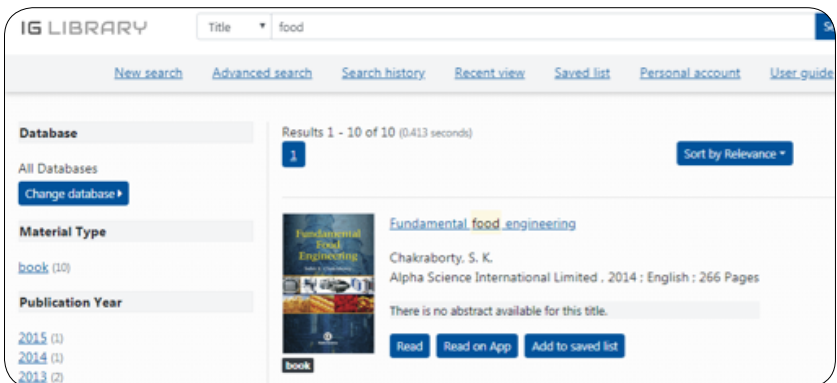 IG LIBRARY
Title
food
New search
Advanced search
Search history
Recent view
Saved list
Personal account
User guide
Database
All Databases
Change database
Material Type
book (10)
Publication Year
2015 (1)
2014 (1)
2013 (2)
Results 1 - 10 of 10 (0.413 seconds)
1
Sort by Relevance
Fundamental
Food
Engineering
book
Fundamental food engineering
Chakraborty, S. K.
Alpha Science International Limited , 2014 ; English ; 266 Pages
There is no abstract available for this title.
Read
Read on App
Add to saved list